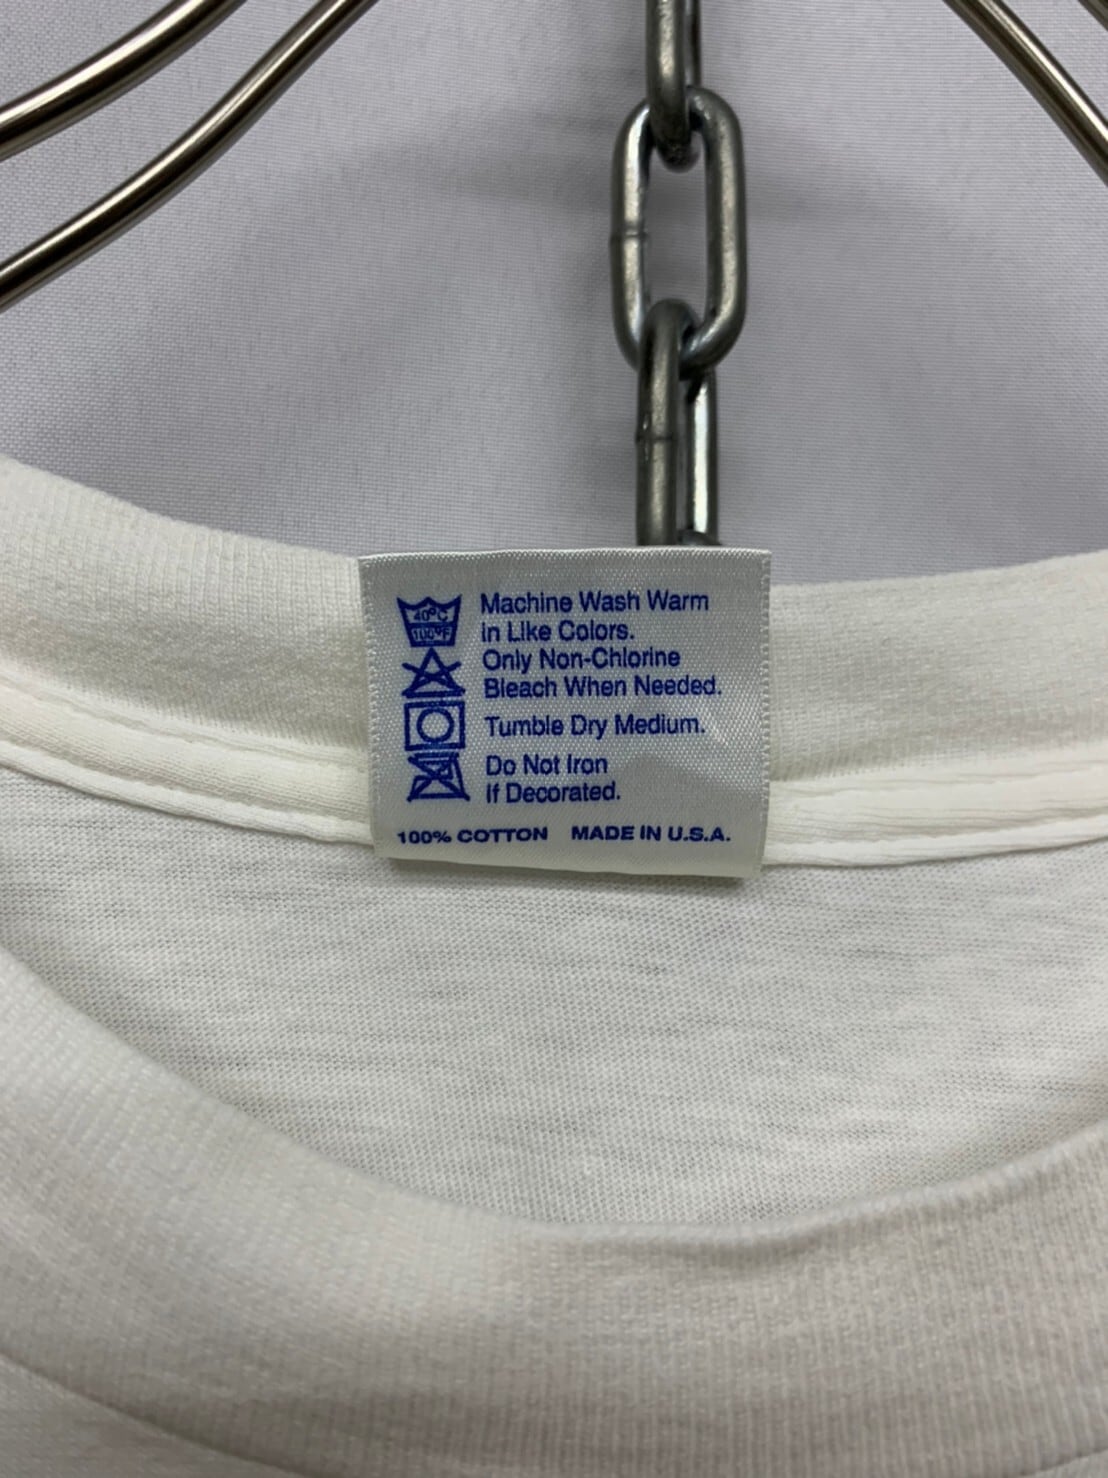 40°C
100°F
Machine Wash Warm
in Like Colors.
Only Non-Chlorine
Bleach When Needed.
Tumble Dry Medium.
Do Not Iron
If Decorated.
100% COTTON MADE IN U.S.A.